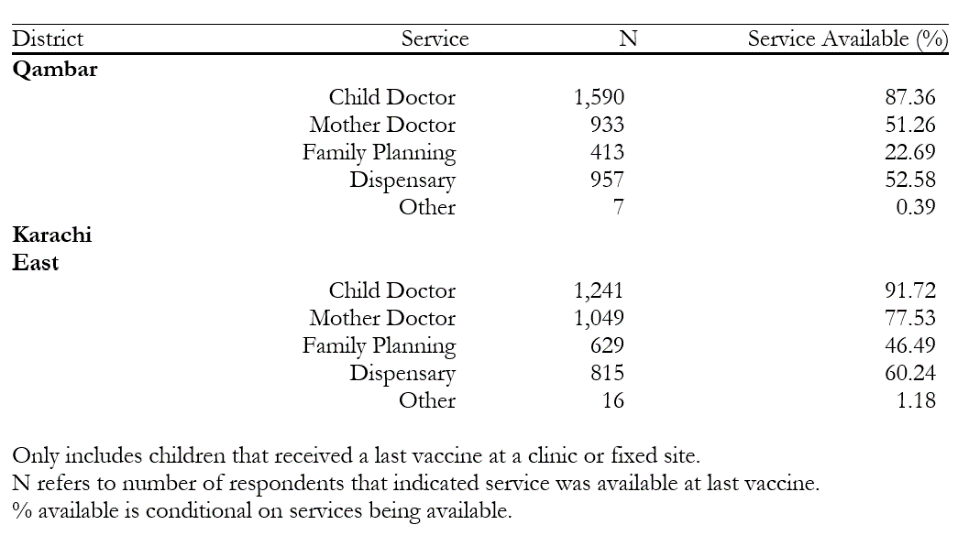 District Service N Service Available (%)
Qambar
Child Doctor 1,590 87.36
Mother Doctor 933 51.26
Family Planning 413 22.69
Dispensary 957 52.58
Other 7 0.39
Karachi
East
Child Doctor 1,241 91.72
Mother Doctor 1,049 77.53
Family Planning 629 46.49
Dispensary 815 60.24
Other 16 1.18
Only includes children that received a last vaccine at a clinic or fixed site.
N refers to number of respondents that indicated service was available at last vaccine.
% available is conditional on services being available.